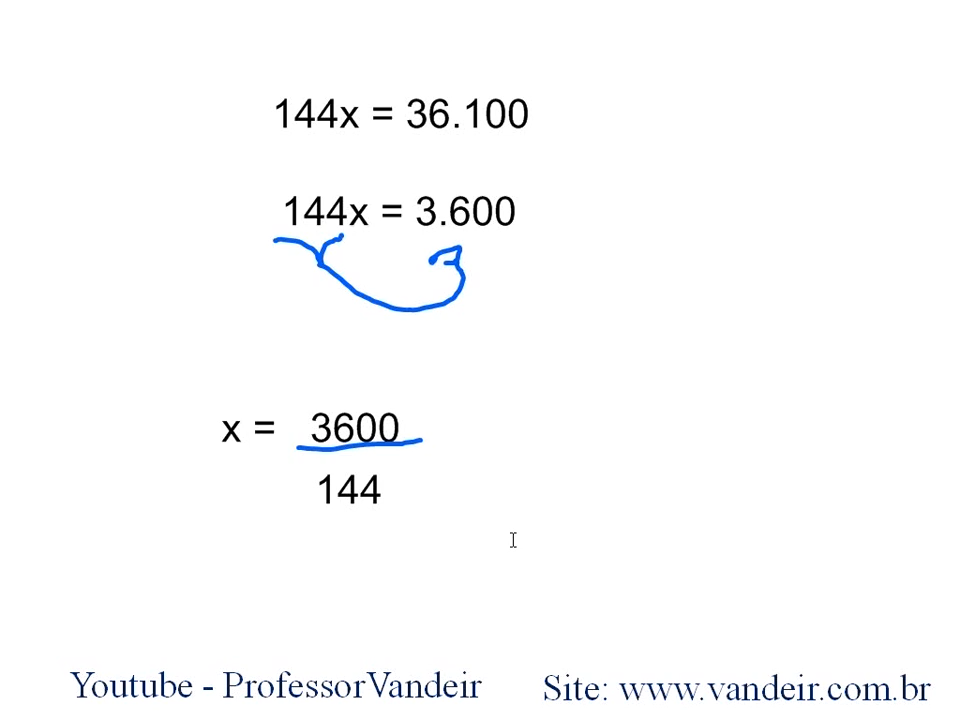 144x = 36.100
144x = 3.600
x = 3600
144
Youtube - ProfessorVandeir
Site: www.vandeir.com.br